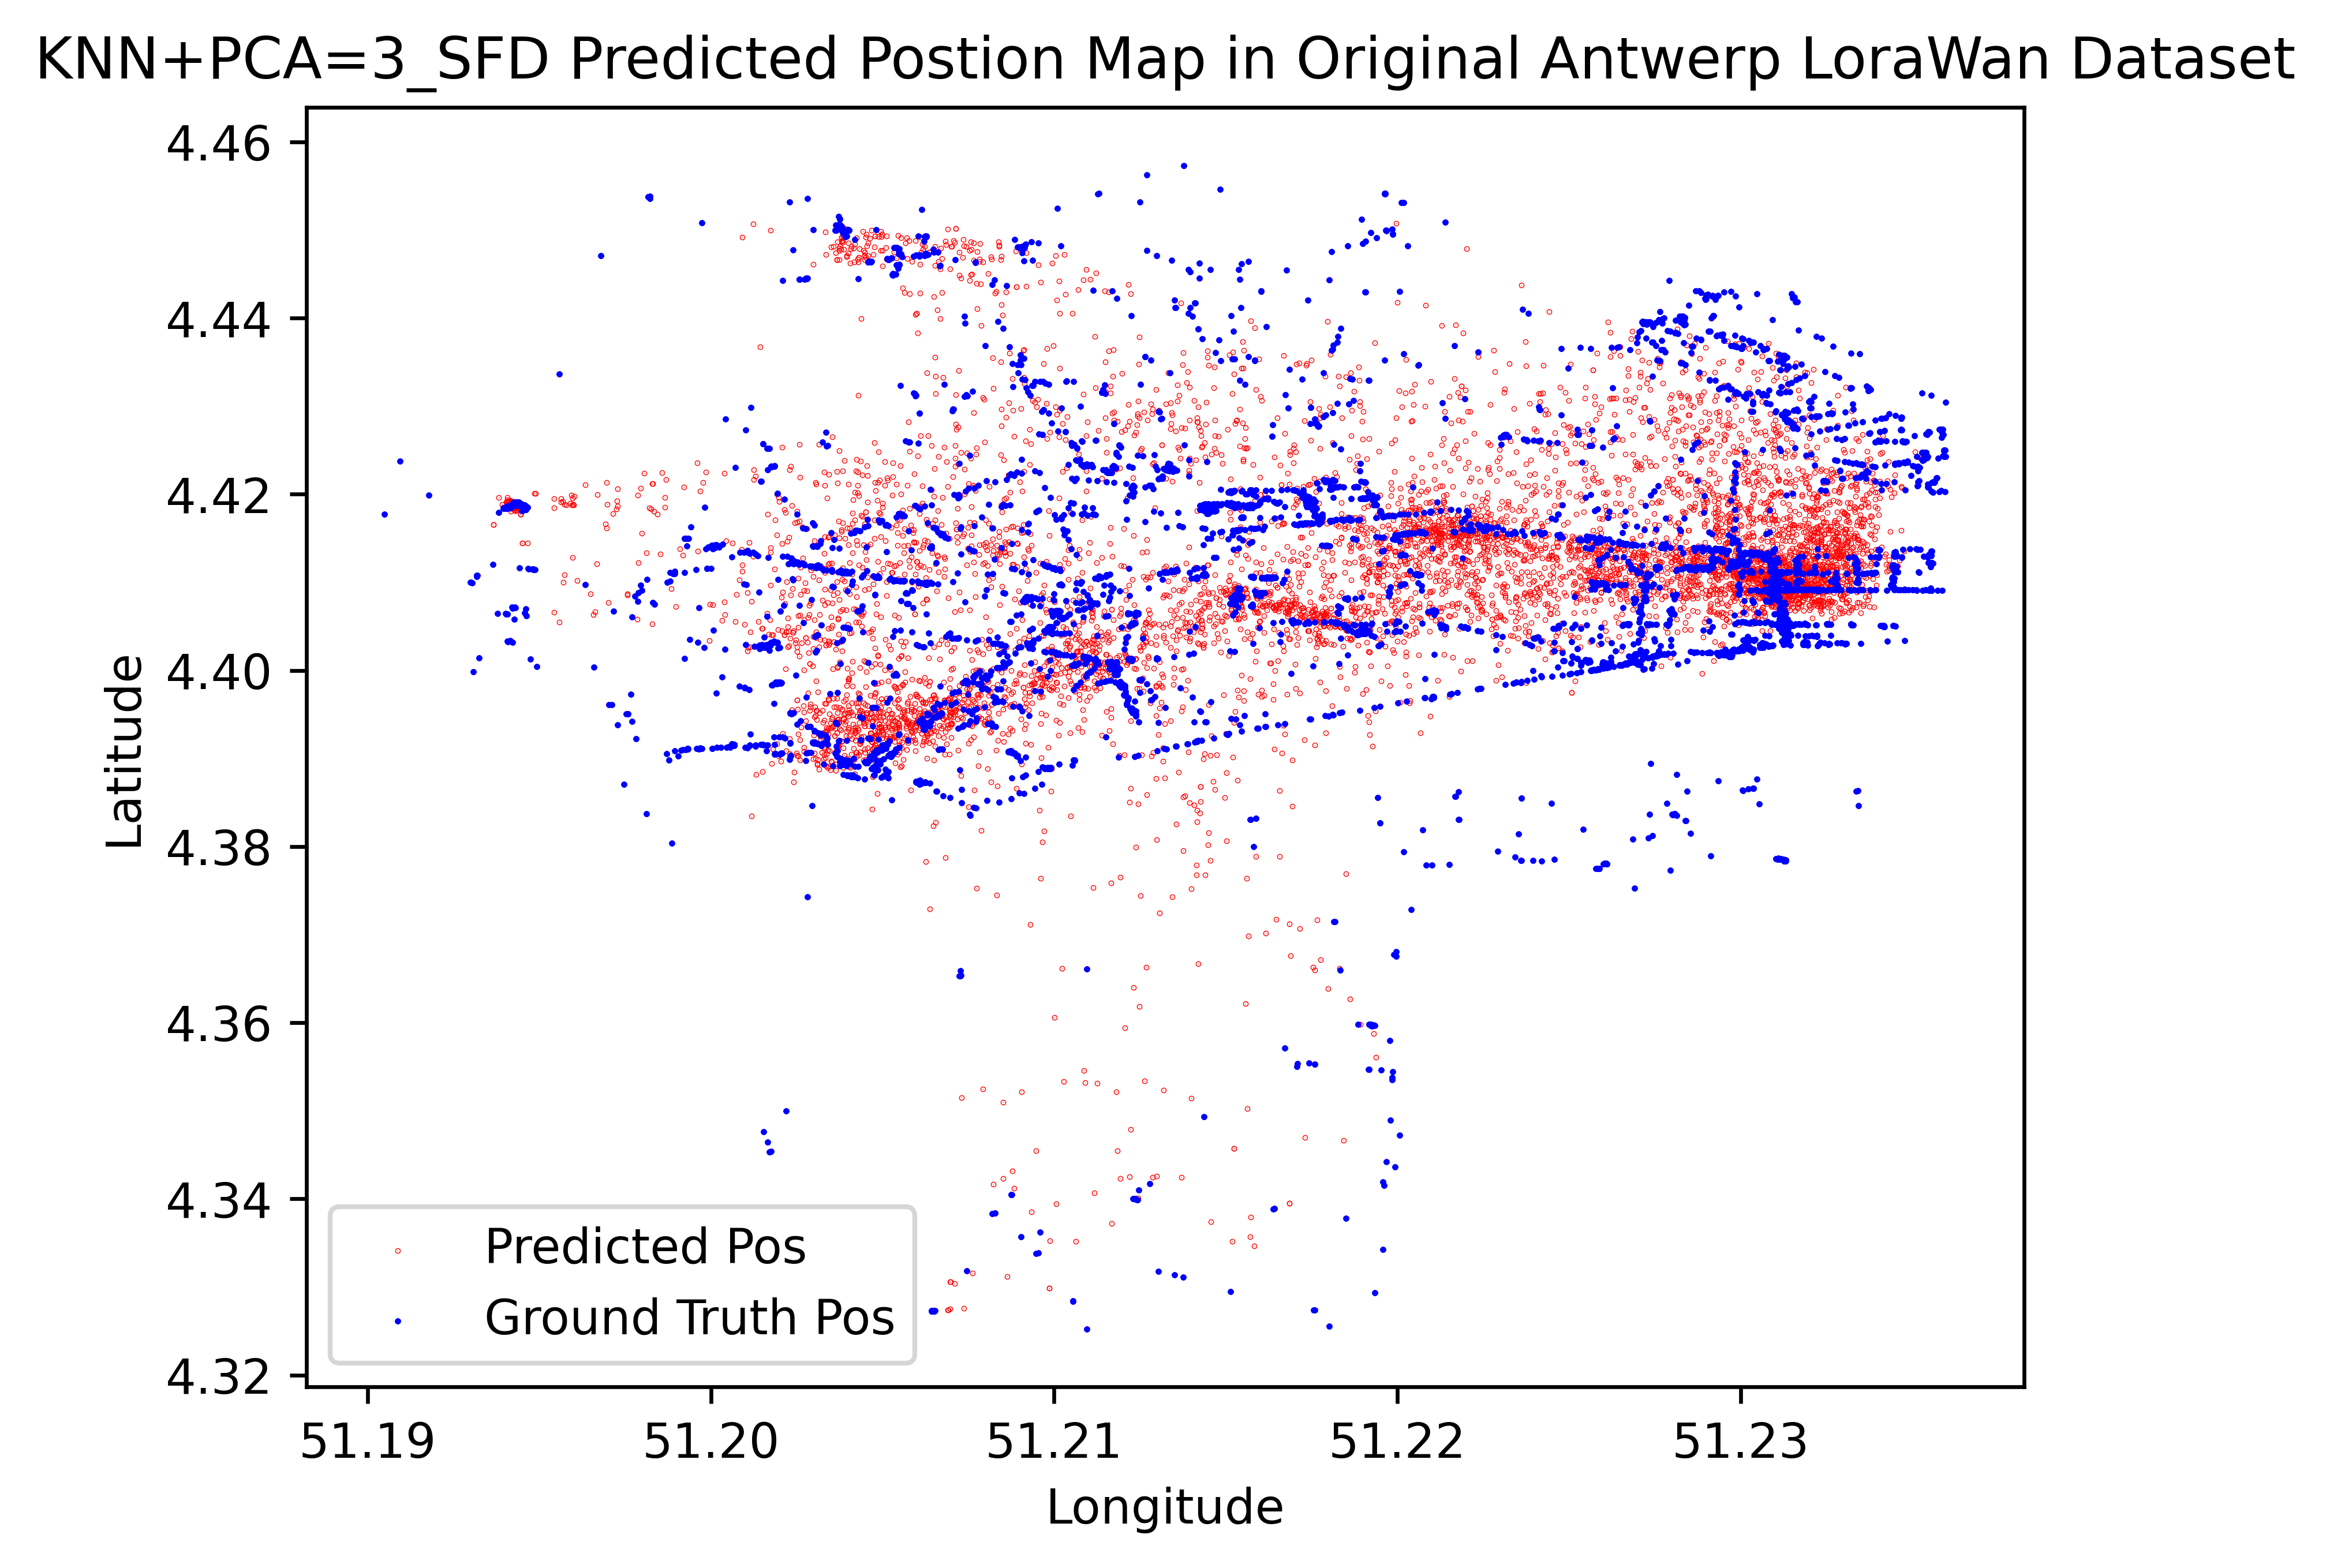 KNN+PCA=3_SFD Predicted Postion Map in Original Antwerp LoraWan Dataset
4.46
4.44
4.42
4.40
4.38
4.36
4.34
4.32
Latitude
Predicted Pos
Ground Truth Pos
51.19 51.20 51.21 51.22 51.23
Longitude